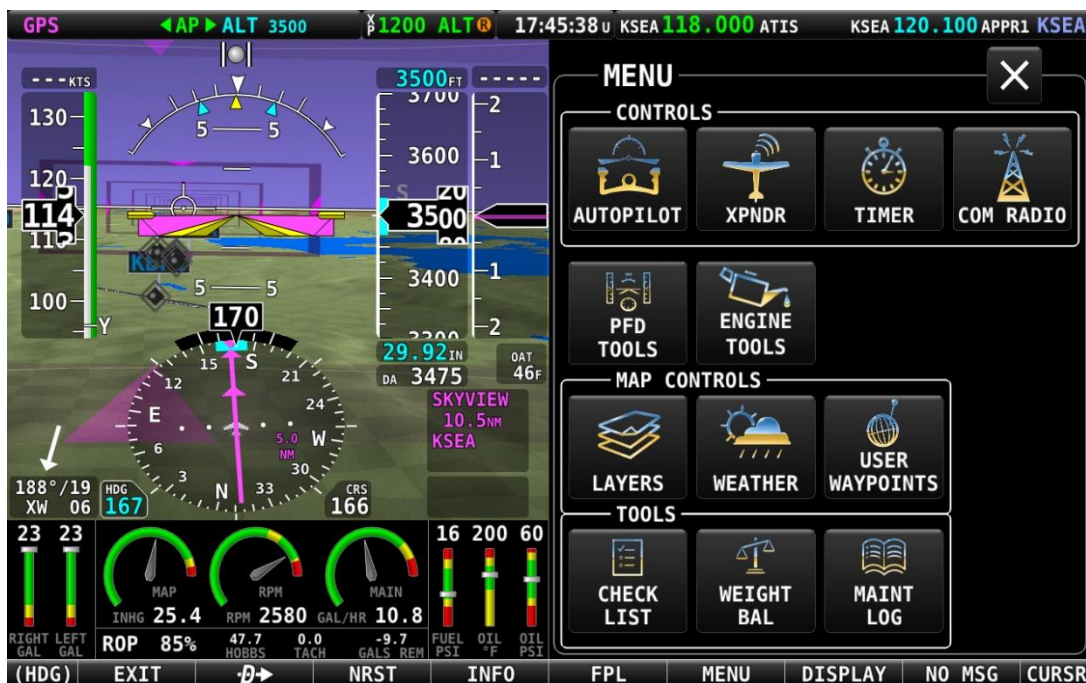 GPS ◄AP► ALT 3500 XP1200 ALT R 17:45:38 U KSEA 118.000 ATIS KSEA 120.100 APPR1 KSEA
---KTS
3500FT -----
130
120
114
110
100
Y
5 5
5 5
3700
3600
S
20
3500
3400
3300
2
1
1
2
170
S
21
24
W
30
33
N
3
6
E
12
15
5.0
NM
29.92IN
DA 3475
OAT
46F
SKYVIEW
10.5NM
KSEA
188°/19
XW 06
HDG
167
CRS
166
MENU
CONTROLS
AUTOPILOT
XPNDR
TIMER
COM RADIO
PFD
TOOLS
ENGINE
TOOLS
MAP CONTROLS
LAYERS
WEATHER
USER
WAYPOINTS
TOOLS
CHECK
LIST
WEIGHT
BAL
MAINT
LOG
23 23
RIGHT GAL
LEFT GAL
MAP
INHG 25.4
RPM
RPM 2580
MAIN
GAL/HR 10.8
16 200 60
FUEL PSI
OIL °F
OIL PSI
ROP 85%
47.7
HOBBS
0.0
TACH
-9.7
GALS REM
(HDG) EXIT D NRST INFO FPL MENU DISPLAY NO MSG CURSR